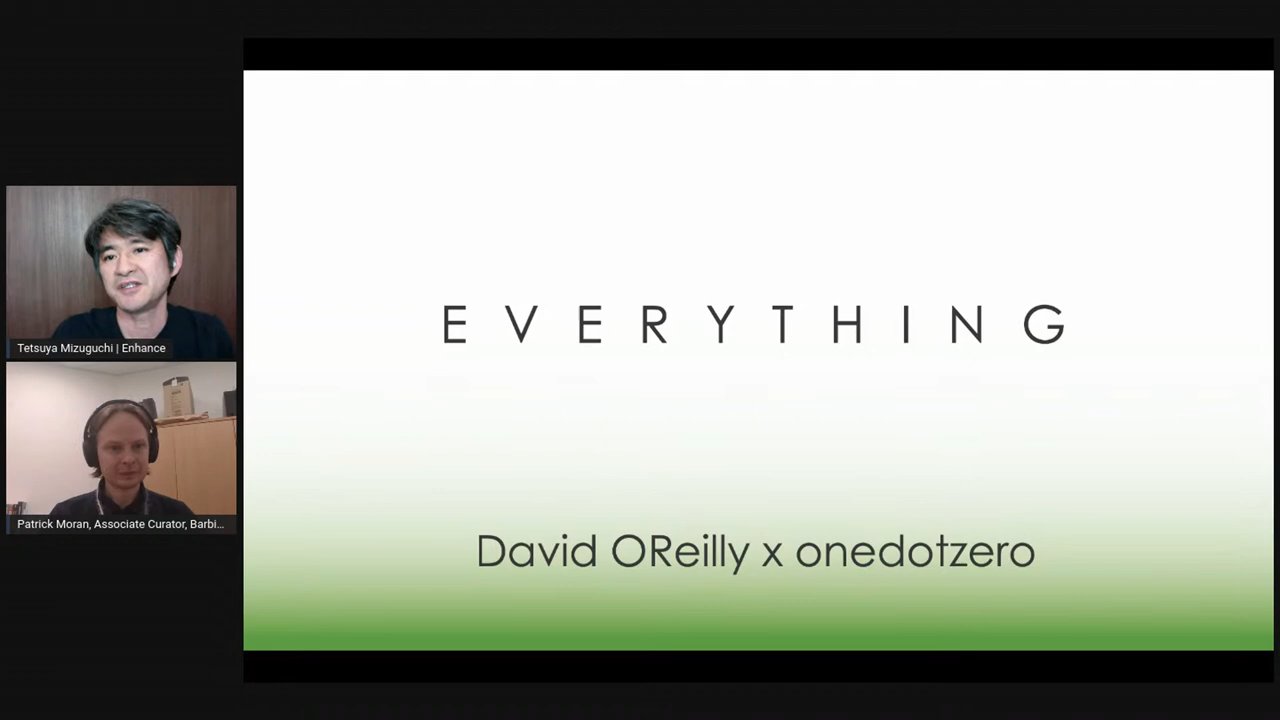 Tetsuya Mizuguchi | Enhance
Patrick Moran, Associate Curator, Barbi...
E V E R Y T H I N G
David OReilly x onedotzero